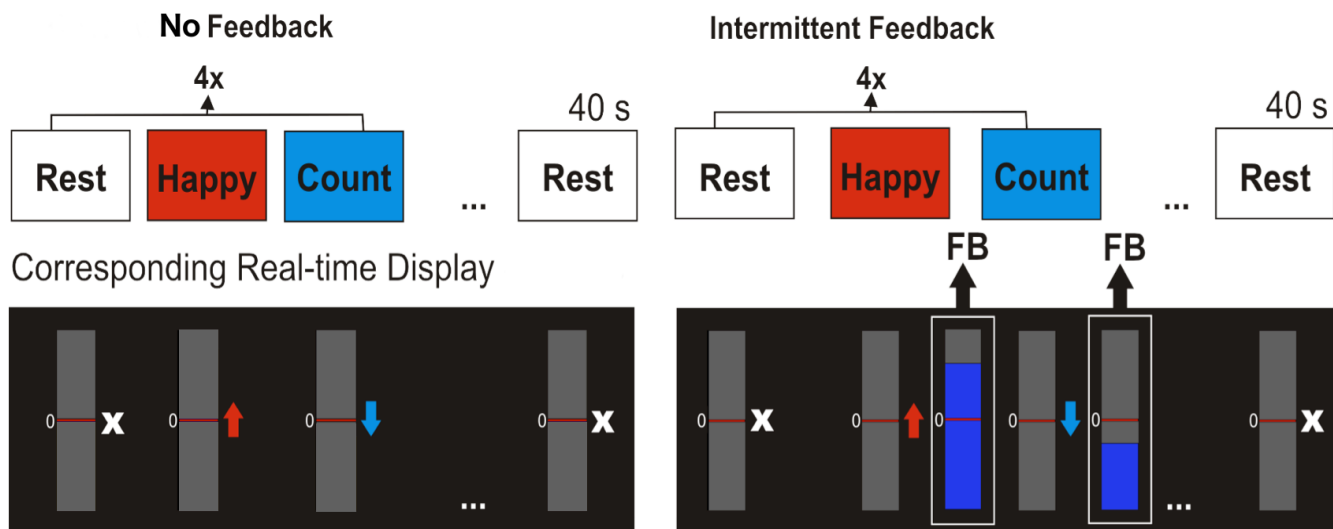 No Feedback
4x
40 s
Rest Happy Count ... Rest
Corresponding Real-time Display
0 X 0 0 ... 0 X
Intermittent Feedback
4x
40 s
Rest Happy Count ... Rest
FB FB
0 X 0 0 0 0 ... 0 X